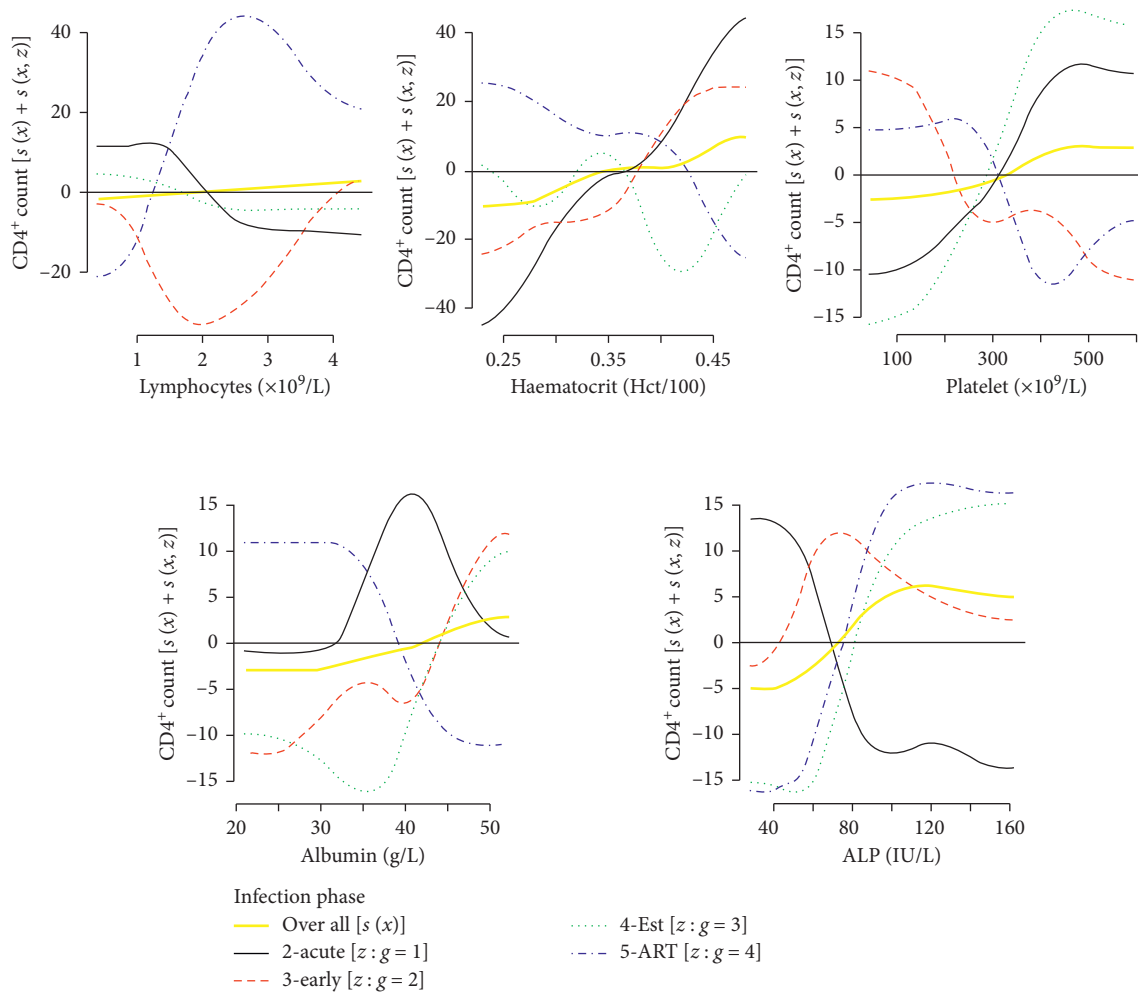 CD4⁺ count [s (x) + s (x, z)]
40
20
0
−20
1 2 3 4
Lymphocytes (×10⁹/L)
CD4⁺ count [s (x) + s (x, z)]
40
20
0
−20
−40
0.25 0.35 0.45
Haematocrit (Hct/100)
CD4⁺ count [s (x) + s (x, z)]
15
10
5
0
−5
−10
−15
100 300 500
Platelet (×10⁹/L)
CD4⁺ count [s (x) + s (x, z)]
15
10
5
0
−5
−10
−15
20 30 40 50
Albumin (g/L)
CD4⁺ count [s (x) + s (x, z)]
15
10
5
0
−5
−10
−15
40 80 120 160
ALP (IU/L)
Infection phase
Over all [s (x)]
2-acute [z : g = 1]
3-early [z : g = 2]
4-Est [z : g = 3]
5-ART [z : g = 4]